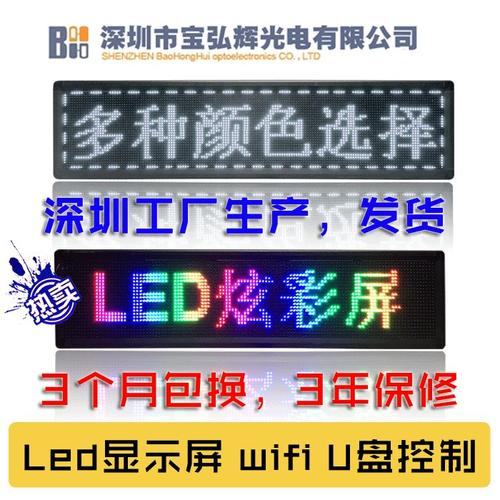 BHH 深圳市宝弘辉光电有限公司
SHENZHEN BaoHongHui optoelectronics CO., LTD
多种颜色选择
深圳工厂生产，发货
热卖
LED炫彩屏
3个月包换，3年保修
Led显示屏 wifi U盘控制